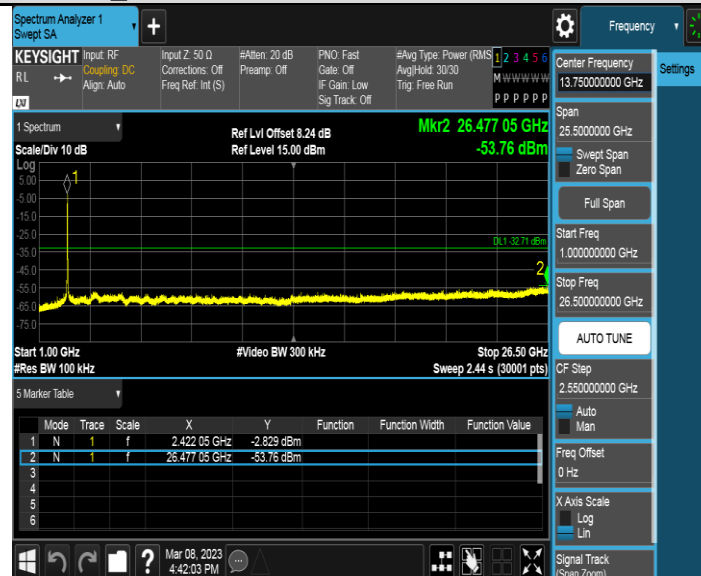 Spectrum Analyzer 1
Swept SA
+
Frequency
KEYSIGHT
Input: RF
Coupling: DC
Align: Auto
Input Z: 50 Ω
Corrections: Off
Freq Ref: Int (S)
#Atten: 20 dB
Preamp: Off
PNO: Fast
Gate: Off
IF Gain: Low
Sig Track: Off
#Avg Type: Power (RMS
Avg|Hold: 30/30
Trig: Free Run
1 2 3 4 5 6
M W W W W W
P P P P P P
R L
LXI
1 Spectrum
Scale/Div 10 dB
Log
Ref Lvl Offset 8.24 dB
Ref Level 15.00 dBm
Mkr2 26.477 05 GHz
-53.76 dBm
5.00
-5.00
-15.0
-25.0
-35.0
-45.0
-55.0
-65.0
-75.0
1
DL1 -32.71 dBm
2
Start 1.00 GHz
#Video BW 300 kHz
Stop 26.50 GHz
#Res BW 100 kHz
Sweep 2.44 s (30001 pts)
5 Marker Table
Mode Trace Scale X Y Function Function Width Function Value
1 N 1 f 2.422 05 GHz -2.829 dBm
2 N 1 f 26.477 05 GHz -53.76 dBm
3
4
5
6
?
Mar 08, 2023
4:42:03 PM
Center Frequency
13.750000000 GHz
Settings
Span
25.5000000 GHz
Swept Span
Zero Span
Full Span
Start Freq
1.000000000 GHz
Stop Freq
26.500000000 GHz
AUTO TUNE
CF Step
2.550000000 GHz
Auto
Man
Freq Offset
0 Hz
X Axis Scale
Log
Lin
Signal Track
(Span Zoom)